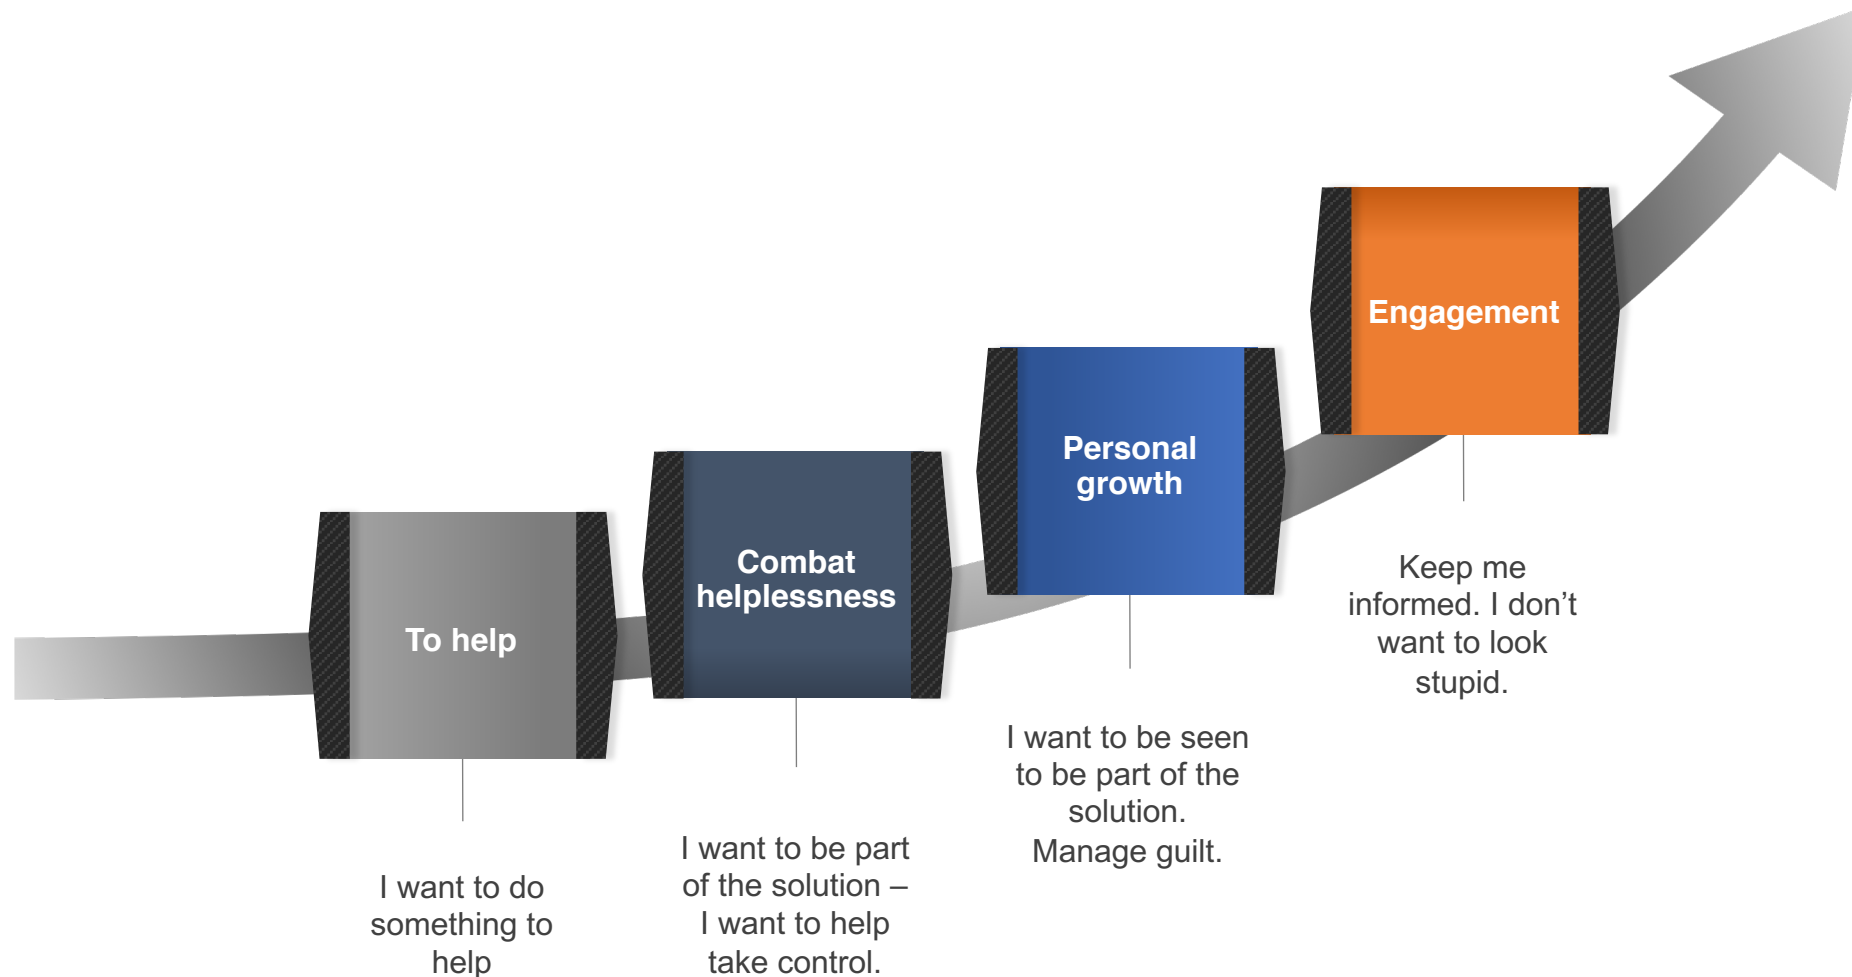 To help
I want to do
something to
help
Combat
helplessness
I want to be part
of the solution –
I want to help
take control.
Personal
growth
I want to be seen
to be part of the
solution.
Manage guilt.
Engagement
Keep me
informed. I don’t
want to look
stupid.